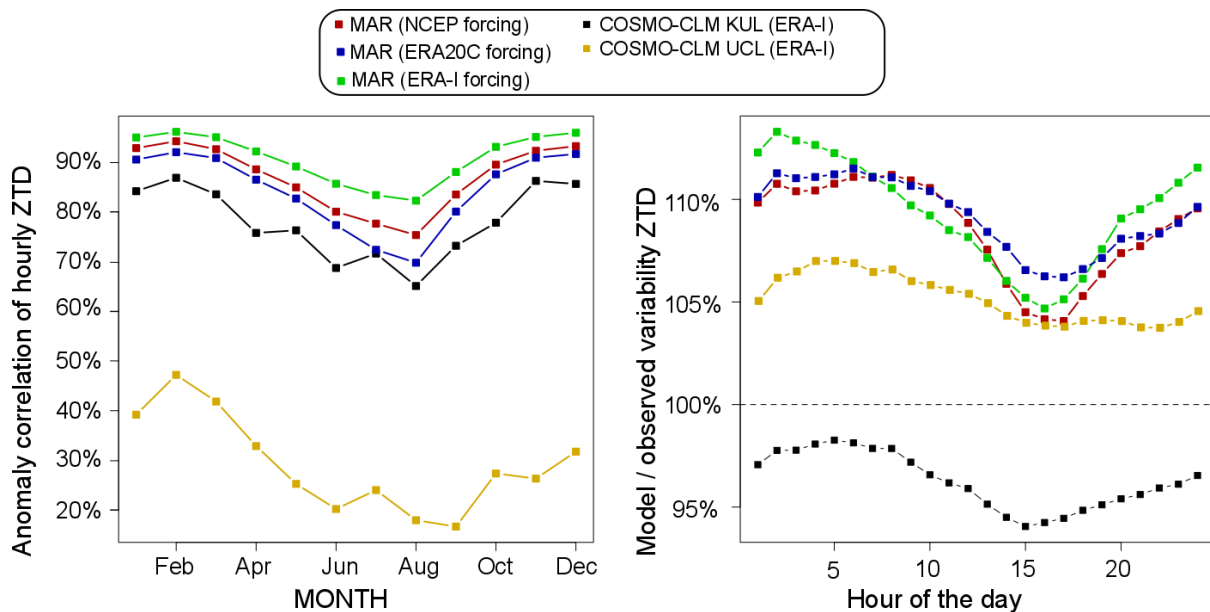 MAR (NCEP forcing)
MAR (ERA20C forcing)
MAR (ERA-I forcing)
COSMO-CLM KUL (ERA-I)
COSMO-CLM UCL (ERA-I)
Anomaly correlation of hourly ZTD
90%
80%
70%
60%
50%
40%
30%
20%
Feb Apr Jun Aug Oct Dec
MONTH
Model / observed variability ZTD
110%
105%
100%
95%
5 10 15 20
Hour of the day